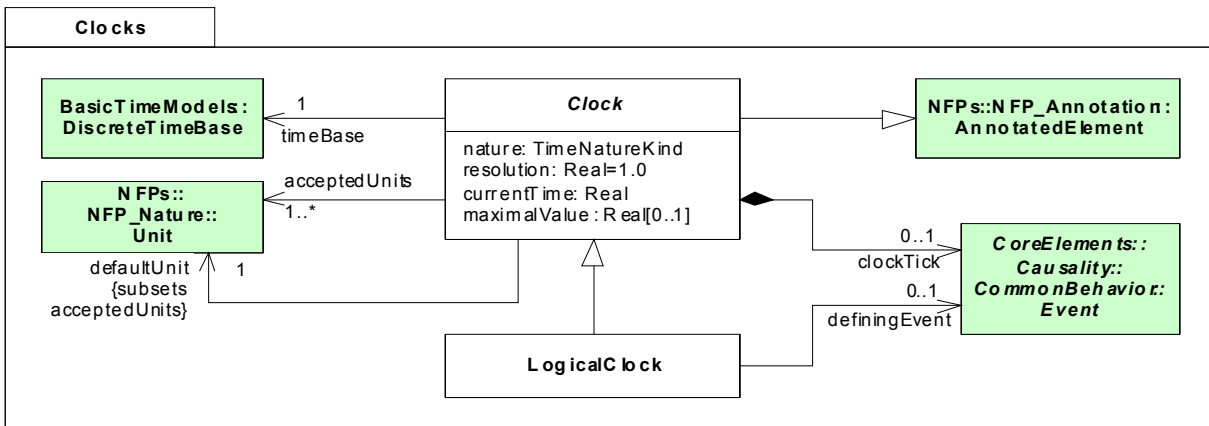 Clocks
BasicTimeModels::
DiscreteTimeBase
1
timeBase
Clock
nature: TimeNatureKind
resolution: Real=1.0
currentTime: Real
maximalValue: Real[0..1]
NFPs::NFP_Annotation::
AnnotatedElement
NFPs::
NFP_Nature::
Unit
acceptedUnits
1..*
defaultUnit
{subsets
acceptedUnits}
1
0..1
clockTick
0..1
definingEvent
CoreElements::
Causality::
CommonBehavior::
Event
LogicalClock